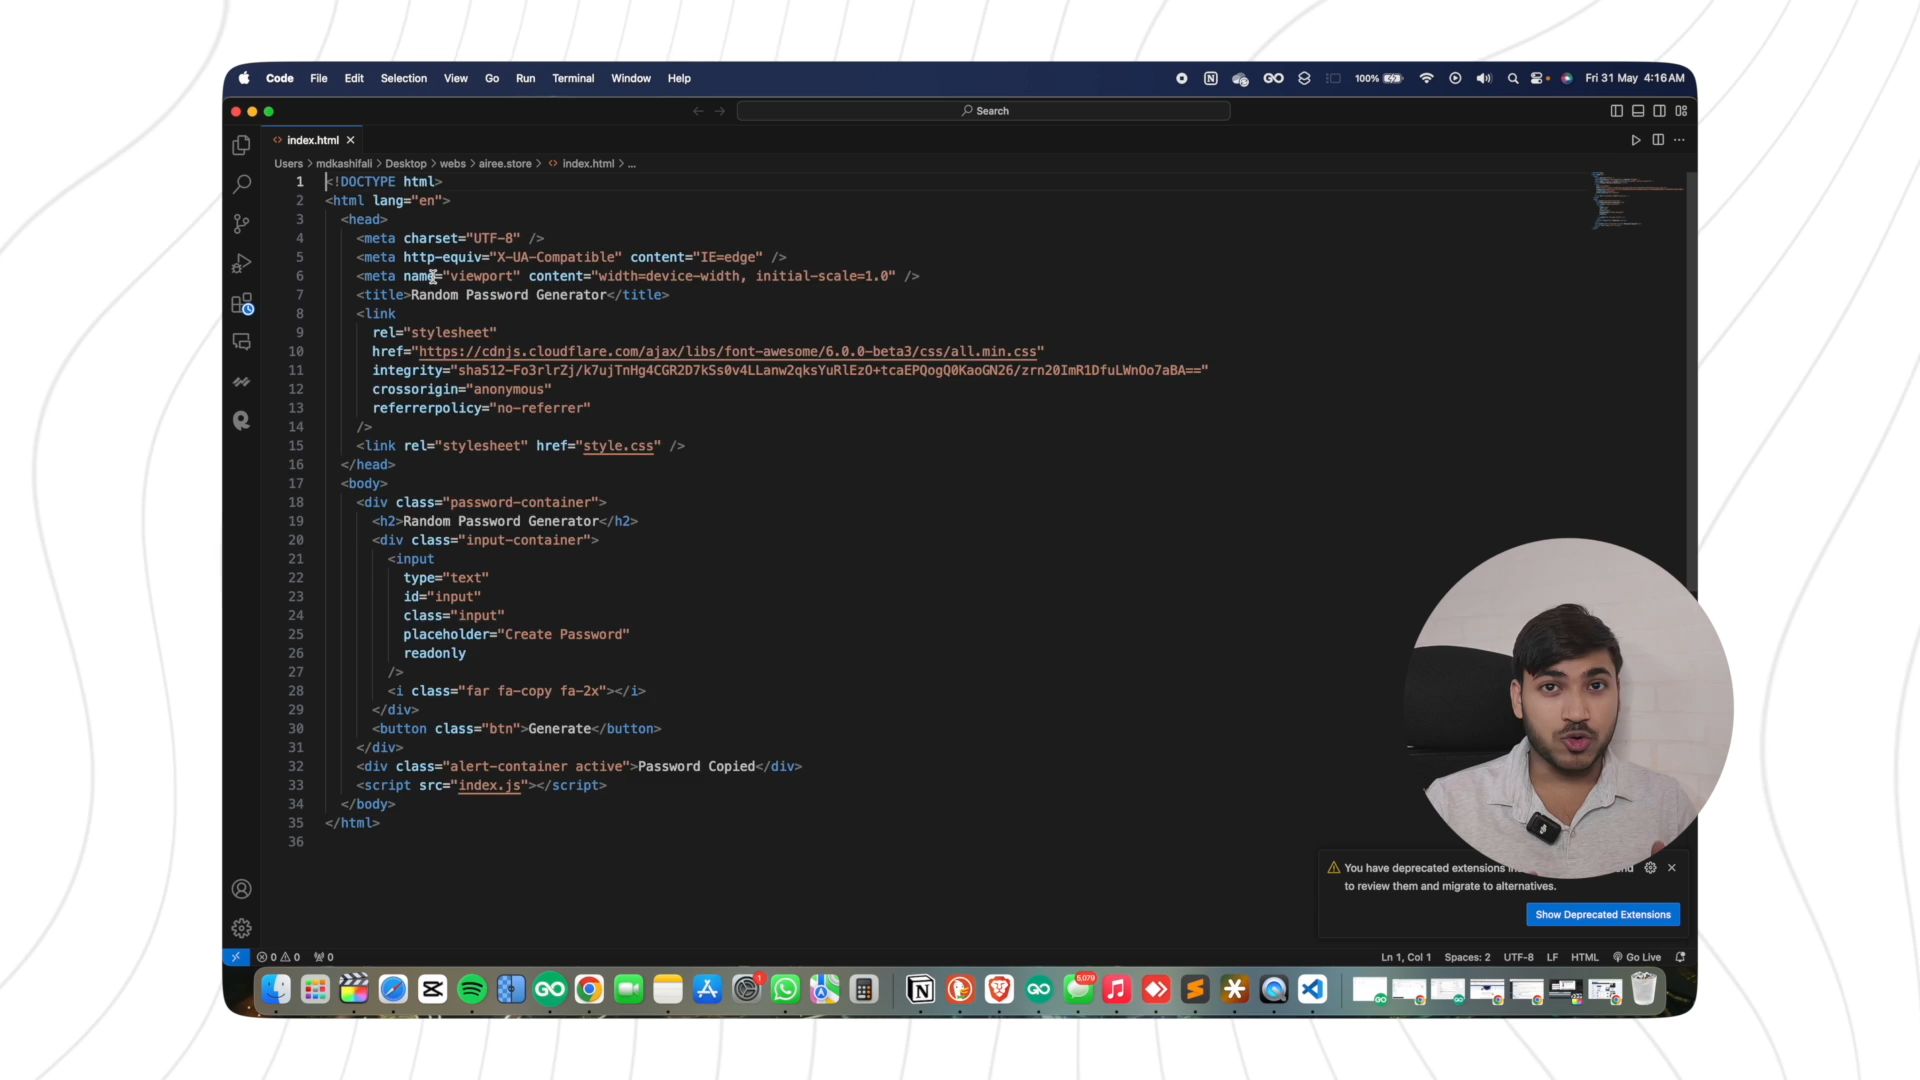 Code File Edit Selection View Go Run Terminal Window Help 100% Fri 31 May 4:16AM
Search
index.html
Users > mdkashifali > Desktop > webs > airee.store > index.html > ...
1 <!DOCTYPE html>
2 <html lang="en">
3 <head>
4 <meta charset="UTF-8" />
5 <meta http-equiv="X-UA-Compatible" content="IE=edge" />
6 <meta name="viewport" content="width=device-width, initial-scale=1.0" />
7 <title>Random Password Generator</title>
8 <link
9 rel="stylesheet"
10 href="https://cdnjs.cloudflare.com/ajax/libs/font-awesome/6.0.0-beta3/css/all.min.css"
11 integrity="sha512-Fo3rlrZj/k7ujTnHg4CGR2D7kSs0v4LLanw2qksYuRlEzO+tcaEPQogQ0KaoGN26/zrn20ImR1DfuLWnOo7aBA=="
12 crossorigin="anonymous"
13 referrerpolicy="no-referrer"
14 />
15 <link rel="stylesheet" href="style.css" />
16 </head>
17 <body>
18 <div class="password-container">
19 <h2>Random Password Generator</h2>
20 <div class="input-container">
21 <input
22 type="text"
23 id="input"
24 class="input"
25 placeholder="Create Password"
26 readonly
27 />
28 <i class="far fa-copy fa-2x"></i>
29 </div>
30 <button class="btn">Generate</button>
31 </div>
32 <div class="alert-container active">Password Copied</div>
33 <script src="index.js"></script>
34 </body>
35 </html>
36
You have deprecated extensions
to review them and migrate to alternatives.
Show Deprecated Extensions
0 0 0 Ln 1, Col 1 Spaces: 2 UTF-8 LF HTML Go Live
1 5,079